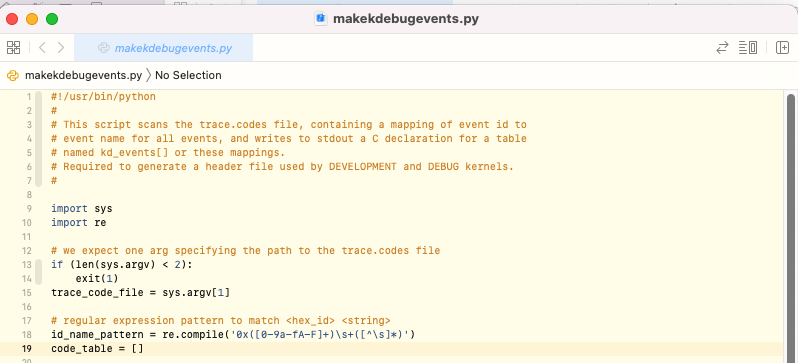 makekdebugevents.py
makekdebugevents.py
makekdebugevents.py 〉No Selection
1 #!/usr/bin/python
2 #
3 # This script scans the trace.codes file, containing a mapping of event id to
4 # event name for all events, and writes to stdout a C declaration for a table
5 # named kd_events[] or these mappings.
6 # Required to generate a header file used by DEVELOPMENT and DEBUG kernels.
7 #
8
9 import sys
10 import re
11
12 # we expect one arg specifying the path to the trace.codes file
13 if (len(sys.argv) < 2):
14     exit(1)
15 trace_code_file = sys.argv[1]
16
17 # regular expression pattern to match <hex_id> <string>
18 id_name_pattern = re.compile('0x([0-9a-fA-F]+)\s+([^\s]*)')
19 code_table = []